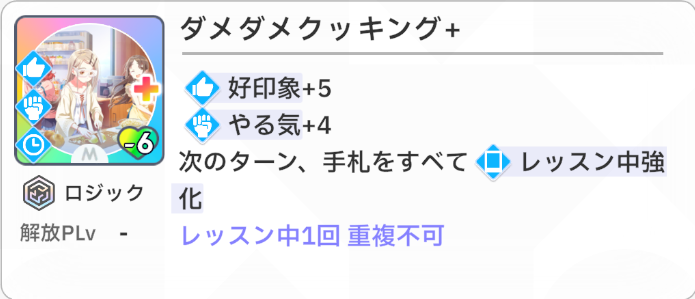 ダメダメクッキング+
好印象+5
やる気+4
次のターン、手札をすべて レッスン中強
化
レッスン中1回 重複不可
-6
M
ロジック
解放PLv -